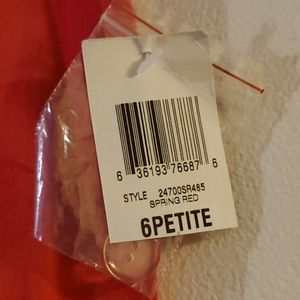 6 36193 76687 6
STYLE 24700SR485
SPRING RED
6PETITE